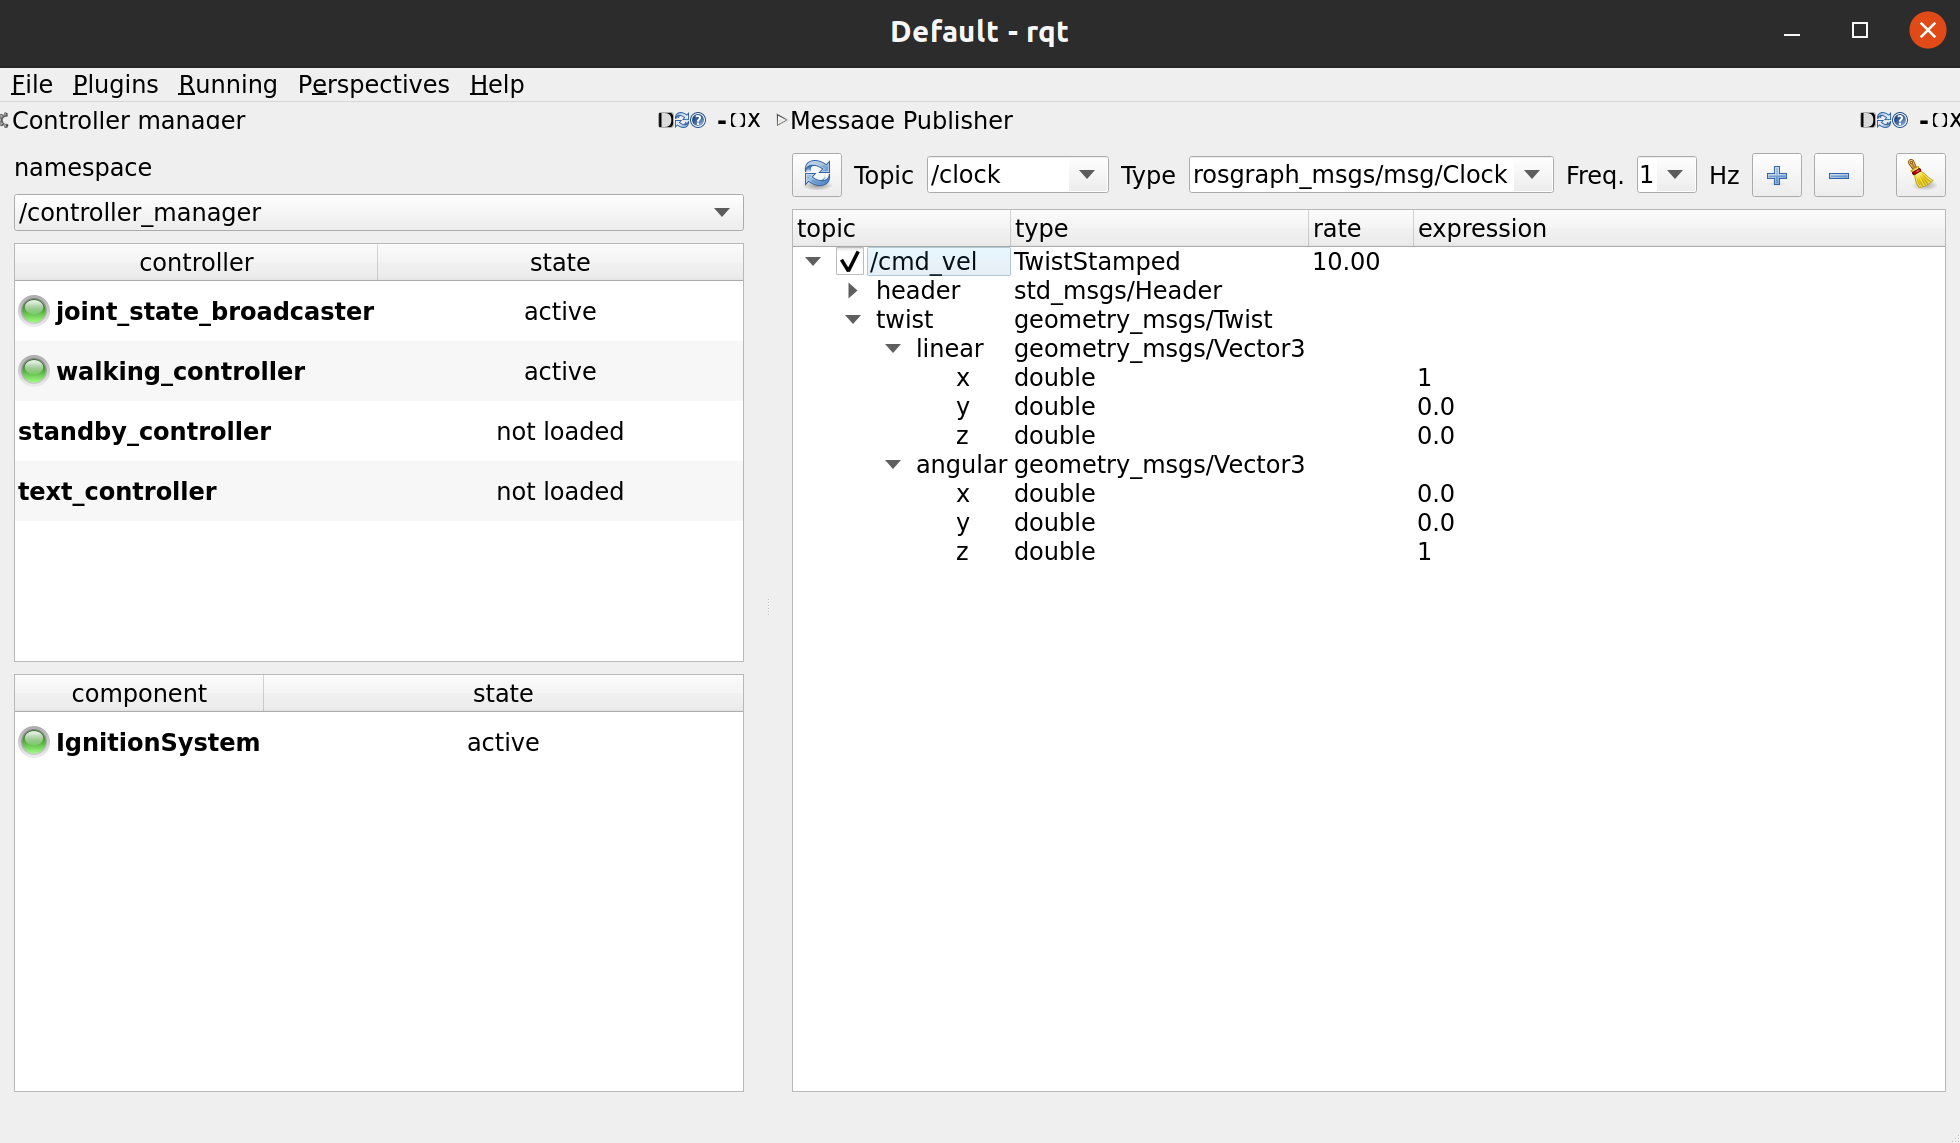 Default - rqt
File Plugins Running Perspectives Help
Controller manager
namespace
/controller_manager
controller state
joint_state_broadcaster active
walking_controller active
standby_controller not loaded
text_controller not loaded
component state
IgnitionSystem active
Message Publisher
Topic /clock Type rosgraph_msgs/msg/Clock Freq. 1 Hz
topic type rate expression
/cmd_vel TwistStamped 10.00
header std_msgs/Header
twist geometry_msgs/Twist
linear geometry_msgs/Vector3
x double 1
y double 0.0
z double 0.0
angular geometry_msgs/Vector3
x double 0.0
y double 0.0
z double 1